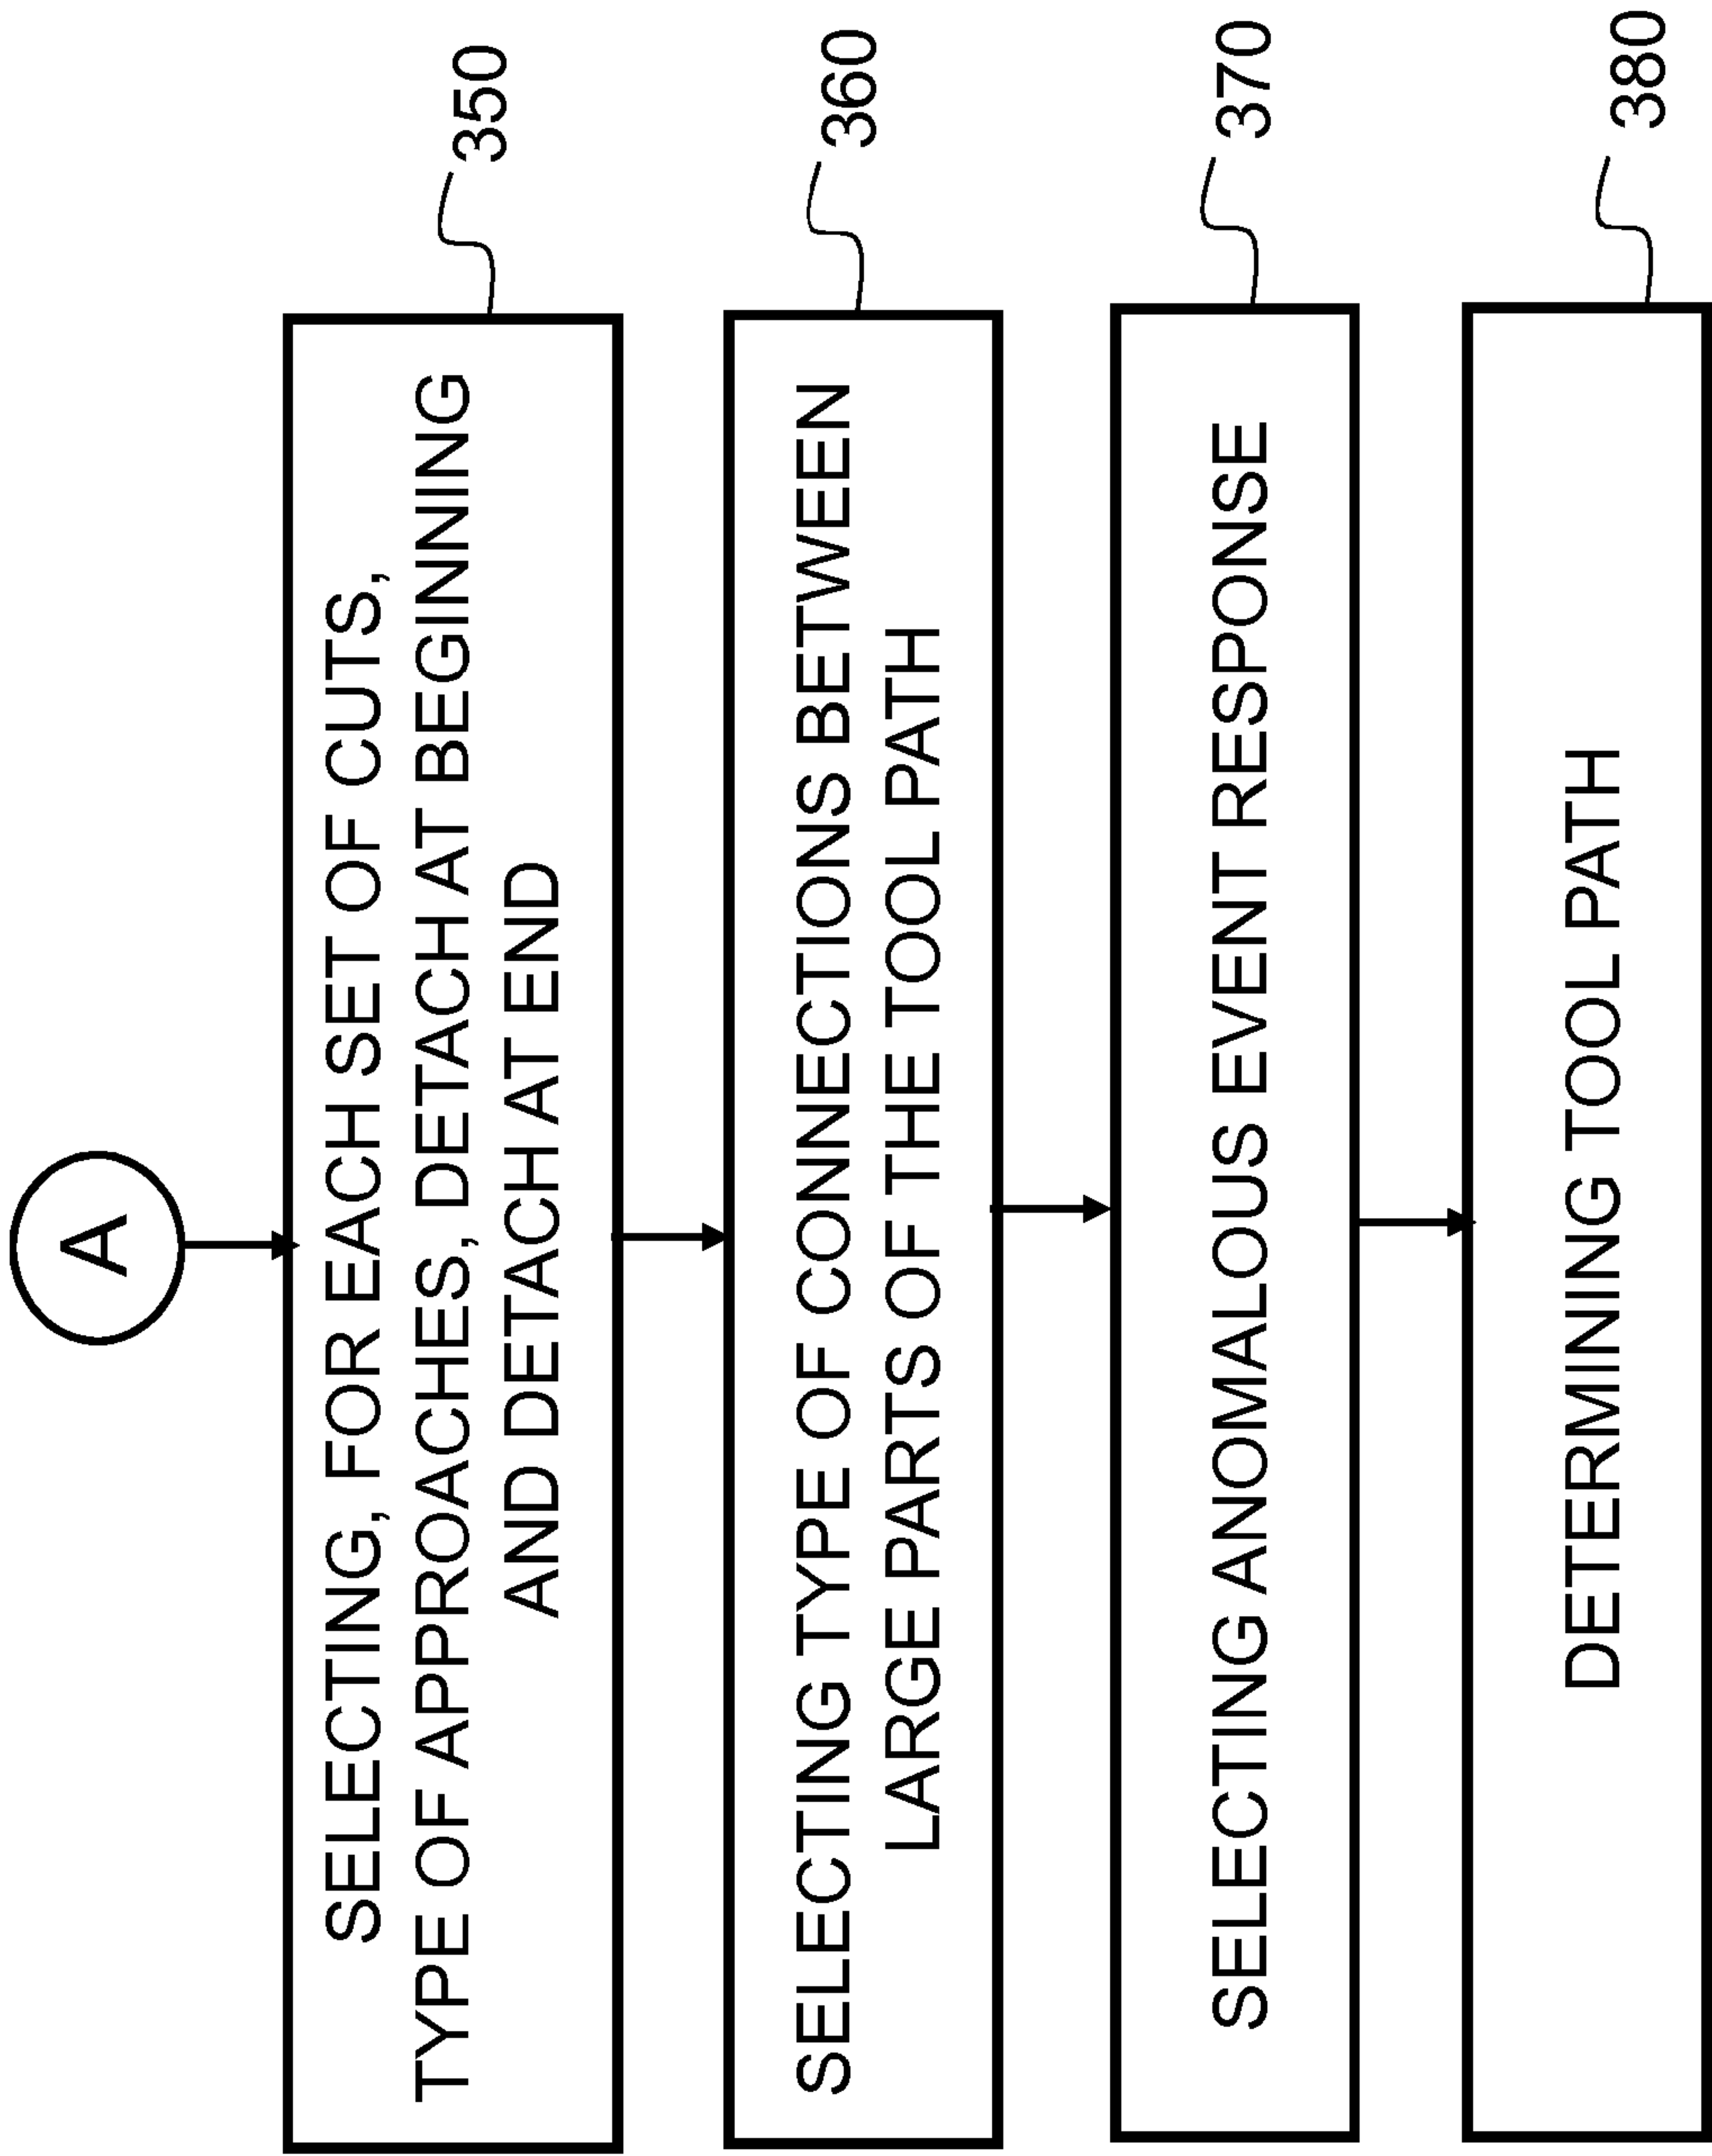 A
SELECTING, FOR EACH SET OF CUTS,
TYPE OF APPROACHES, DETACH AT BEGINNING
AND DETACH AT END
350
SELECTING TYPE OF CONNECTIONS BETWEEN
LARGE PARTS OF THE TOOL PATH
360
SELECTING ANOMALOUS EVENT RESPONSE
370
DETERMINING TOOL PATH
380